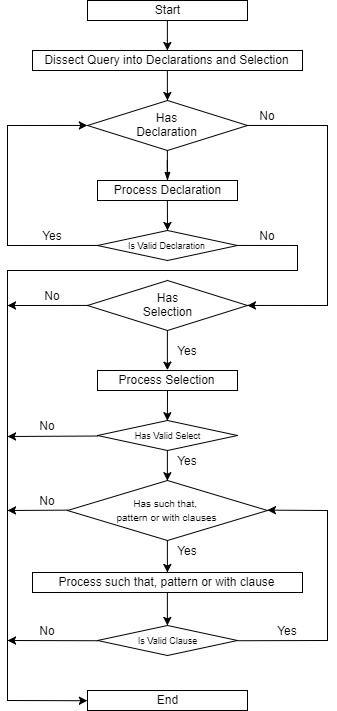 Start
Dissect Query into Declarations and Selection
Has
Declaration
No
Process Declaration
Is Valid Declaration
Yes
No
Has
Selection
No
Yes
Process Selection
Has Valid Select
No
Yes
Has such that,
pattern or with clauses
No
Yes
Process such that, pattern or with clause
Is Valid Clause
No
Yes
End